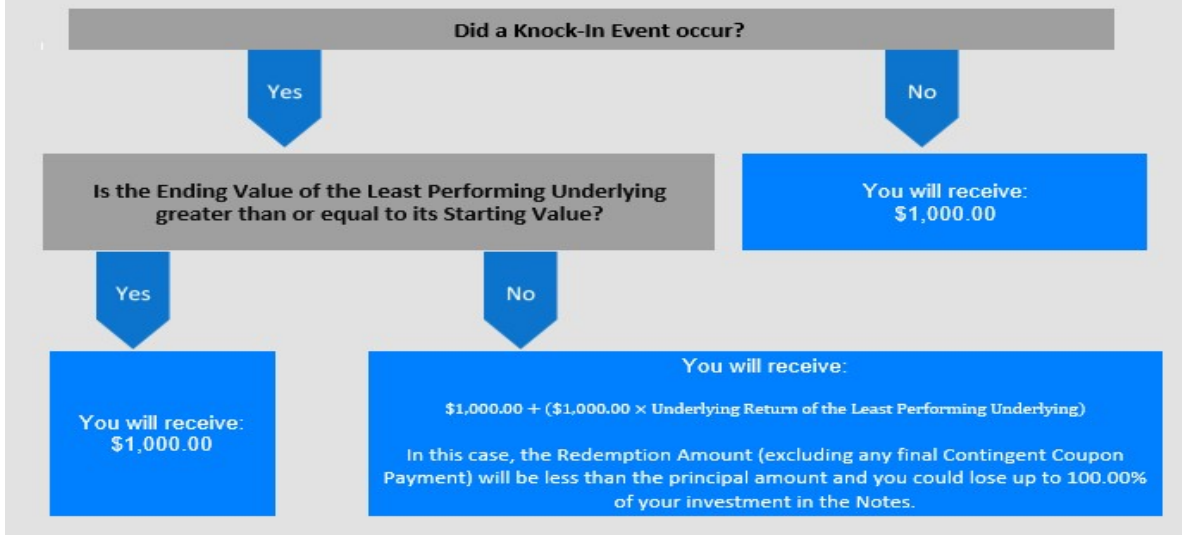 Did a Knock-In Event occur?
Yes
No
Is the Ending Value of the Least Performing Underlying
greater than or equal to its Starting Value?
You will receive:
$1,000.00
Yes
No
You will receive:
$1,000.00
You will receive:
$1,000.00 + ($1,000.00 × Underlying Return of the Least Performing Underlying)
In this case, the Redemption Amount (excluding any final Contingent Coupon
Payment) will be less than the principal amount and you could lose up to 100.00%
of your investment in the Notes.